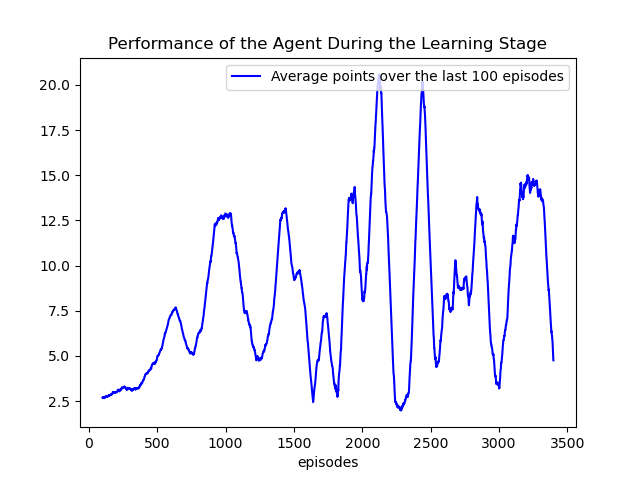 Performance of the Agent During the Learning Stage
Average points over the last 100 episodes
20.0
17.5
15.0
12.5
10.0
7.5
5.0
2.5
0 500 1000 1500 2000 2500 3000 3500
episodes